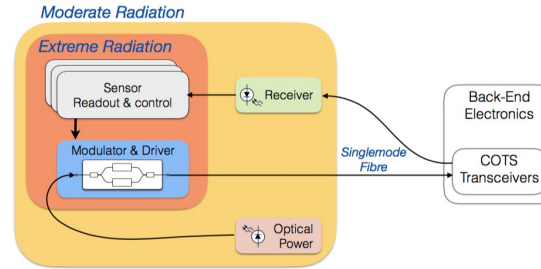 Moderate Radiation
Extreme Radiation
Sensor
Readout & control
Receiver
Back-End
Electronics
Modulator & Driver
Singlemode
Fibre
COTS
Transceivers
Optical
Power